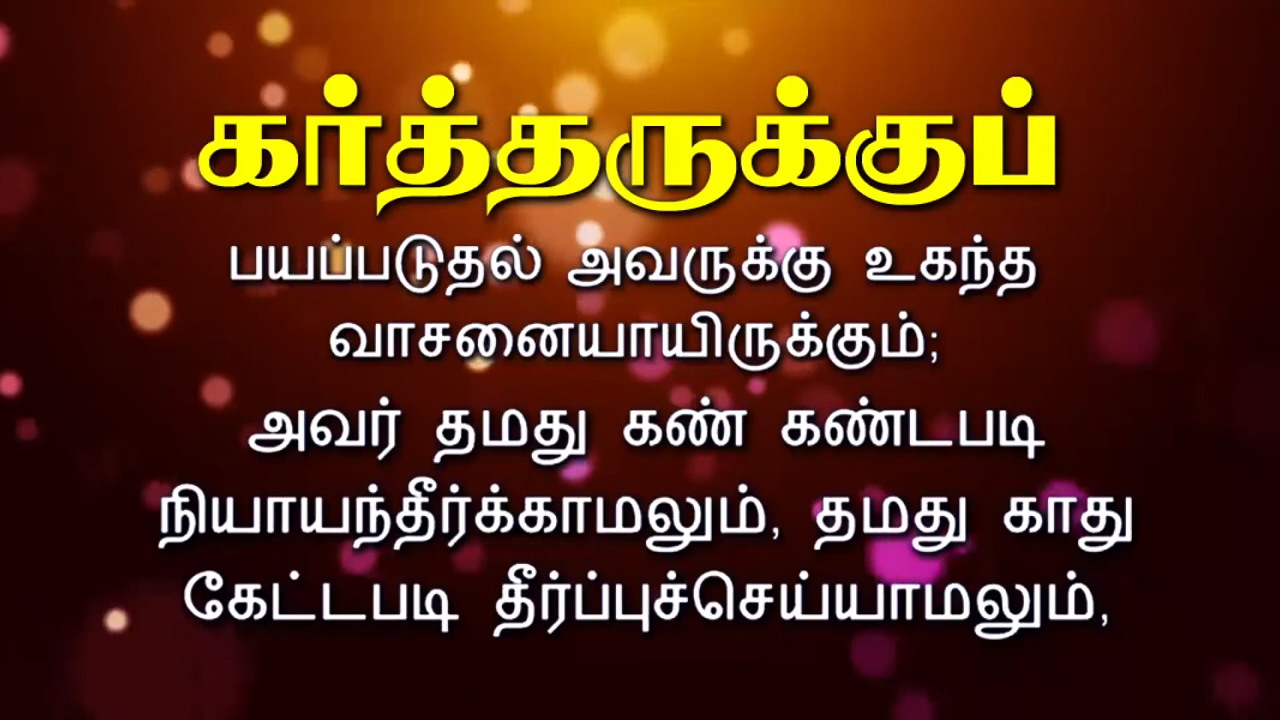 கர்த்தருக்குப்
பயப்படுதல் அவருக்கு உகந்த
வாசனையாயிருக்கும்;
அவர் தமது கண் கண்டபடி
நியாயந்தீர்க்காமலும், தமது காது
கேட்டபடி தீர்ப்புச்செய்யாமலும்,